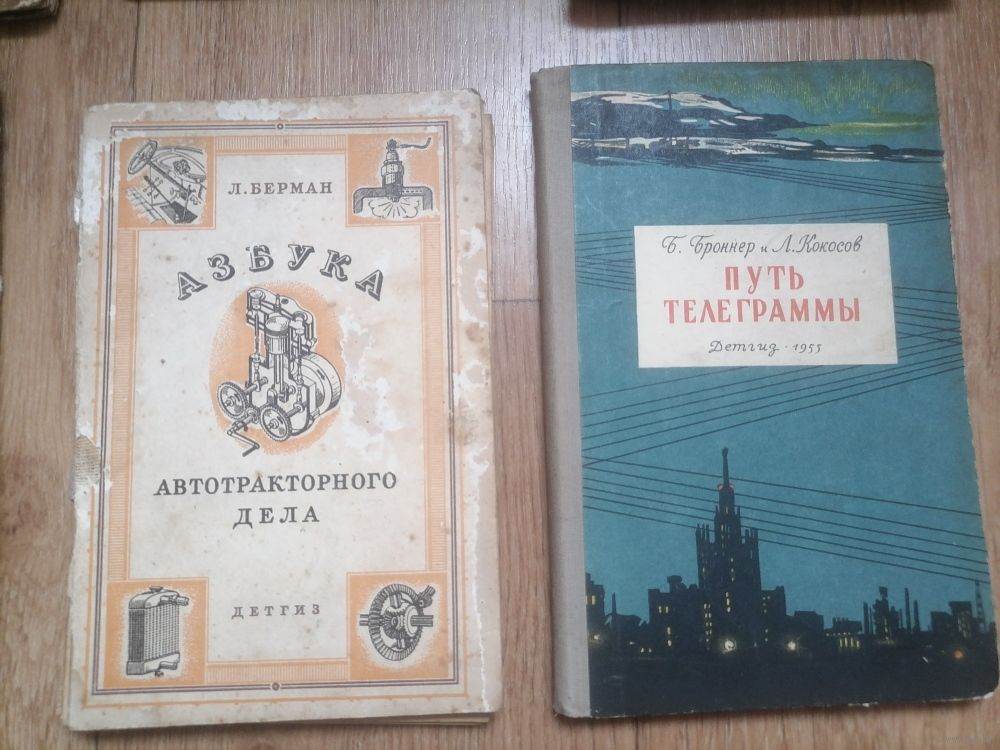 Л. БЕРМАН
АЗБУКА
АВТОТРАКТОРНОГО
ДЕЛА
ДЕТГИЗ
Б. Броннер и Л. Кокосов
ПУТЬ
ТЕЛЕГРАММЫ
Детгиз · 1955